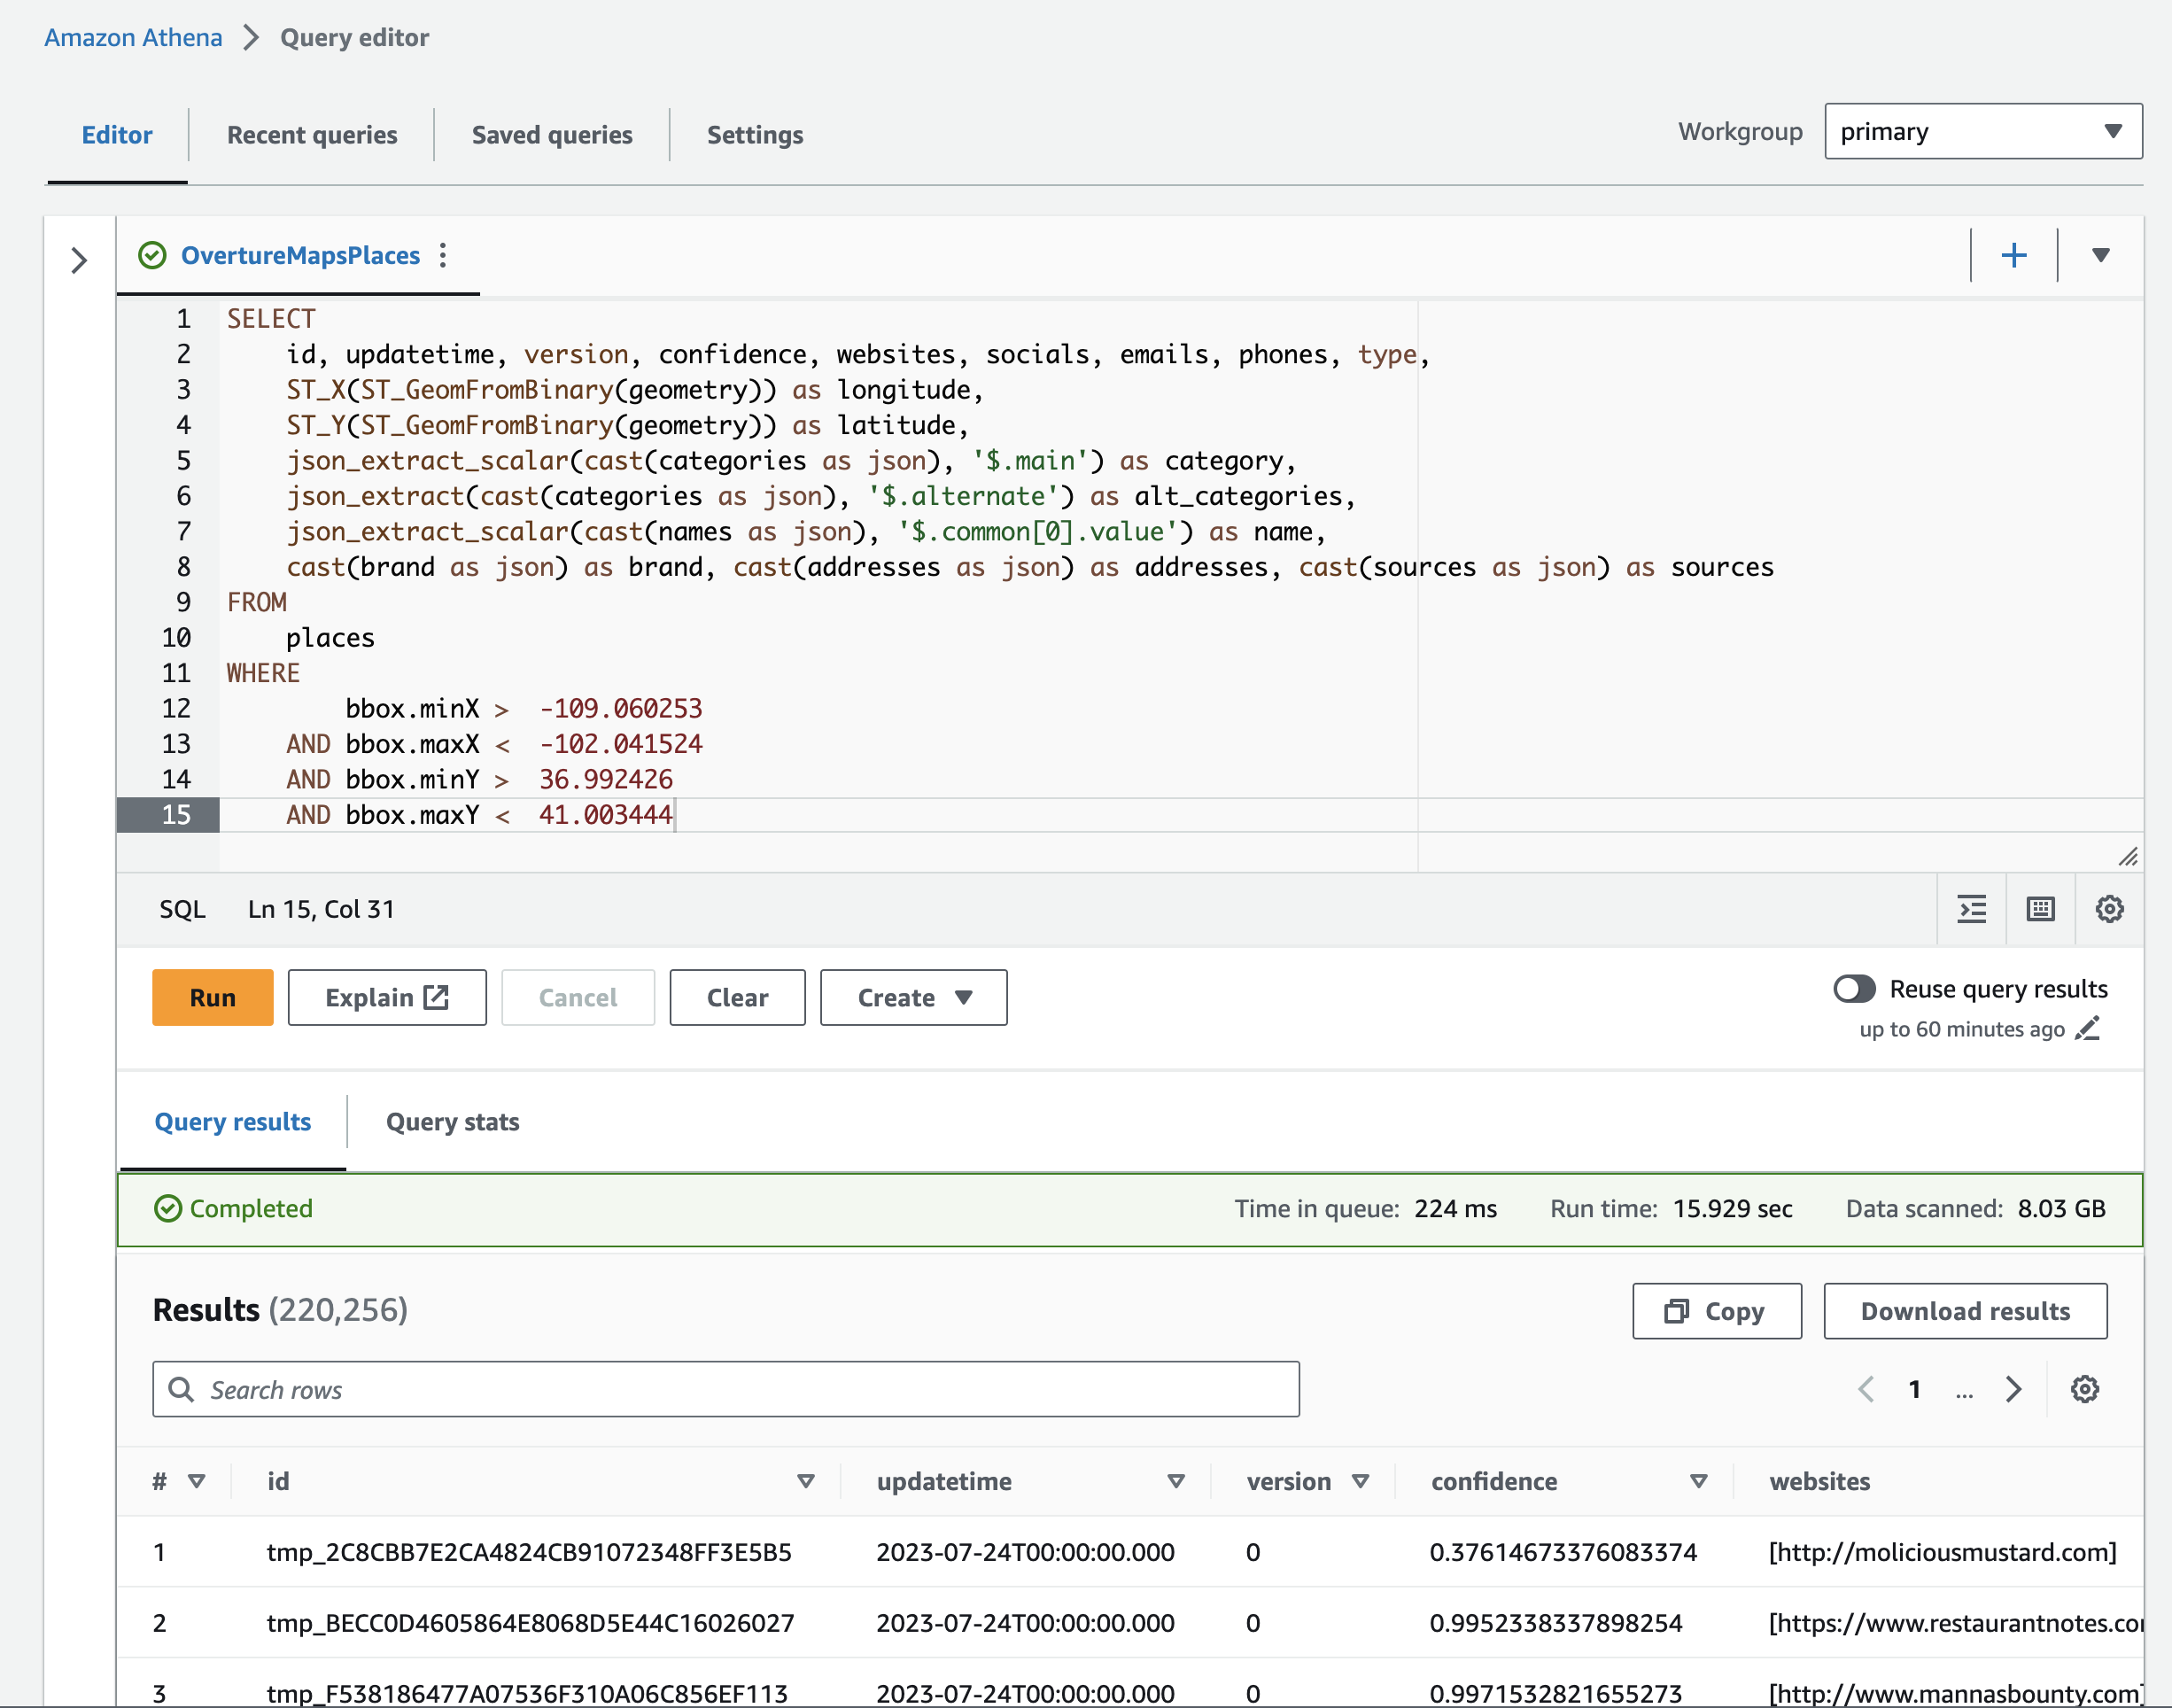 Amazon Athena > Query editor
Editor Recent queries Saved queries Settings Workgroup primary
OvertureMapsPlaces
1 SELECT
2 id, updatetime, version, confidence, websites, socials, emails, phones, type,
3 ST_X(ST_GeomFromBinary(geometry)) as longitude,
4 ST_Y(ST_GeomFromBinary(geometry)) as latitude,
5 json_extract_scalar(cast(categories as json), '$.main') as category,
6 json_extract(cast(categories as json), '$.alternate') as alt_categories,
7 json_extract_scalar(cast(names as json), '$.common[0].value') as name,
8 cast(brand as json) as brand, cast(addresses as json) as addresses, cast(sources as json) as sources
9 FROM
10 places
11 WHERE
12 bbox.minX > -109.060253
13 AND bbox.maxX < -102.041524
14 AND bbox.minY > 36.992426
15 AND bbox.maxY < 41.003444
SQL Ln 15, Col 31
Run Explain Cancel Clear Create Reuse query results
up to 60 minutes ago
Query results Query stats
Completed Time in queue: 224 ms Run time: 15.929 sec Data scanned: 8.03 GB
Results (220,256) Copy Download results
Search rows 1 ...
# id updatetime version confidence websites
1 tmp_2C8CBB7E2CA4824CB91072348FF3E5B5 2023-07-24T00:00:00.000 0 0.37614673376083374 [http://moliciousmustard.com]
2 tmp_BECC0D4605864E8068D5E44C16026027 2023-07-24T00:00:00.000 0 0.9952338337898254 [https://www.restaurantnotes.co
3 tmp_F538186477A07536F310A06C856EF113 2023-07-24T00:00:00.000 0 0.9971532821655273 [http://www.mannasbounty.com]